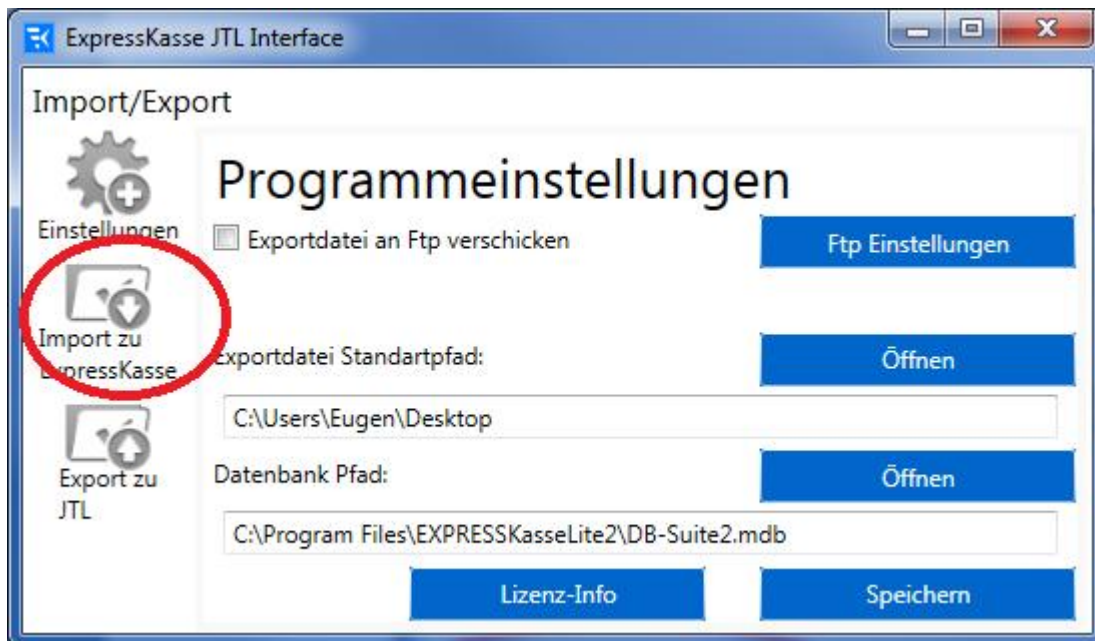 ExpressKasse JTL Interface
Import/Export
Einstellungen
Import zu
ExpressKasse
Export zu
JTL
Programmeinstellungen
Exportdatei an Ftp verschicken
Ftp Einstellungen
Exportdatei Standartpfad:
Öffnen
C:\Users\Eugen\Desktop
Datenbank Pfad:
Öffnen
C:\Program Files\EXPRESSKasseLite2\DB-Suite2.mdb
Lizenz-Info
Speichern